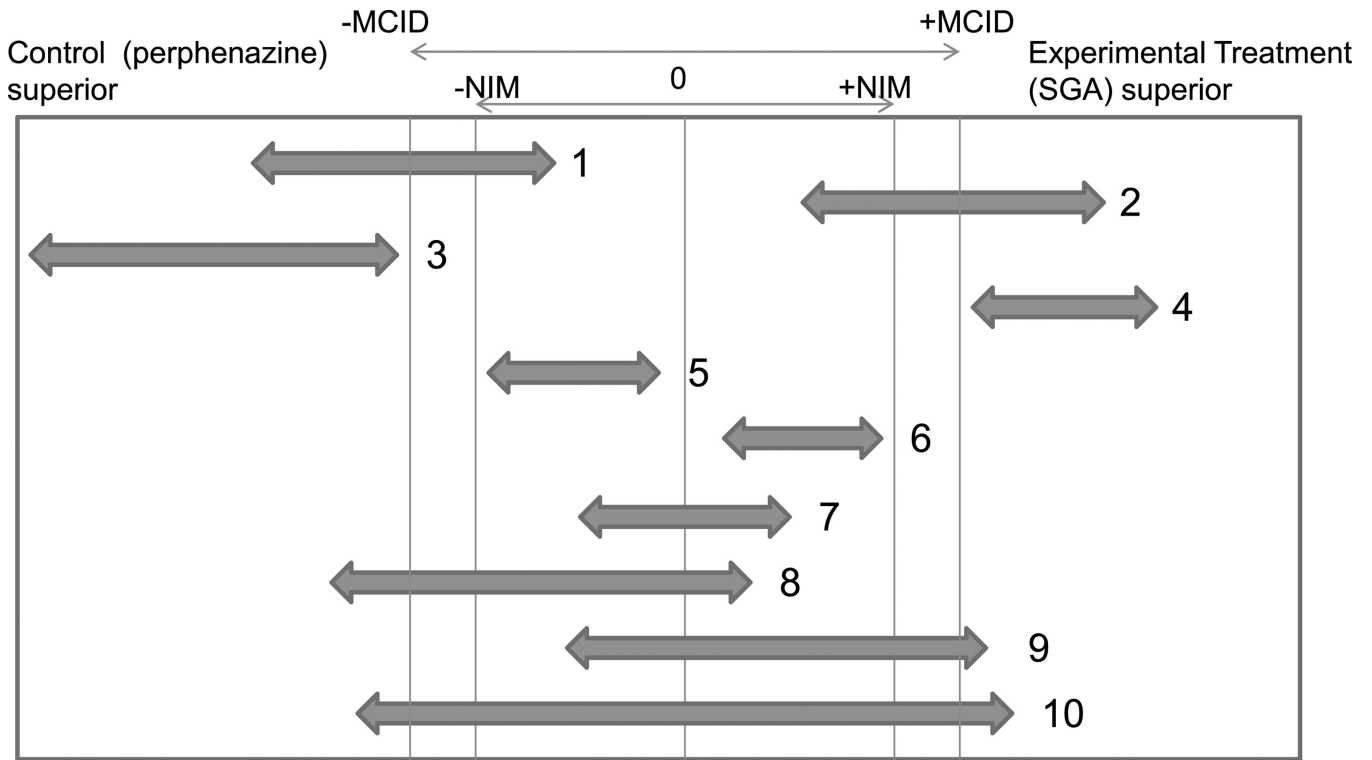 -MCID
+MCID
Control (perphenazine)
superior
Experimental Treatment
(SGA) superior
-NIM
0
+NIM
1
2
3
4
5
6
7
8
9
10